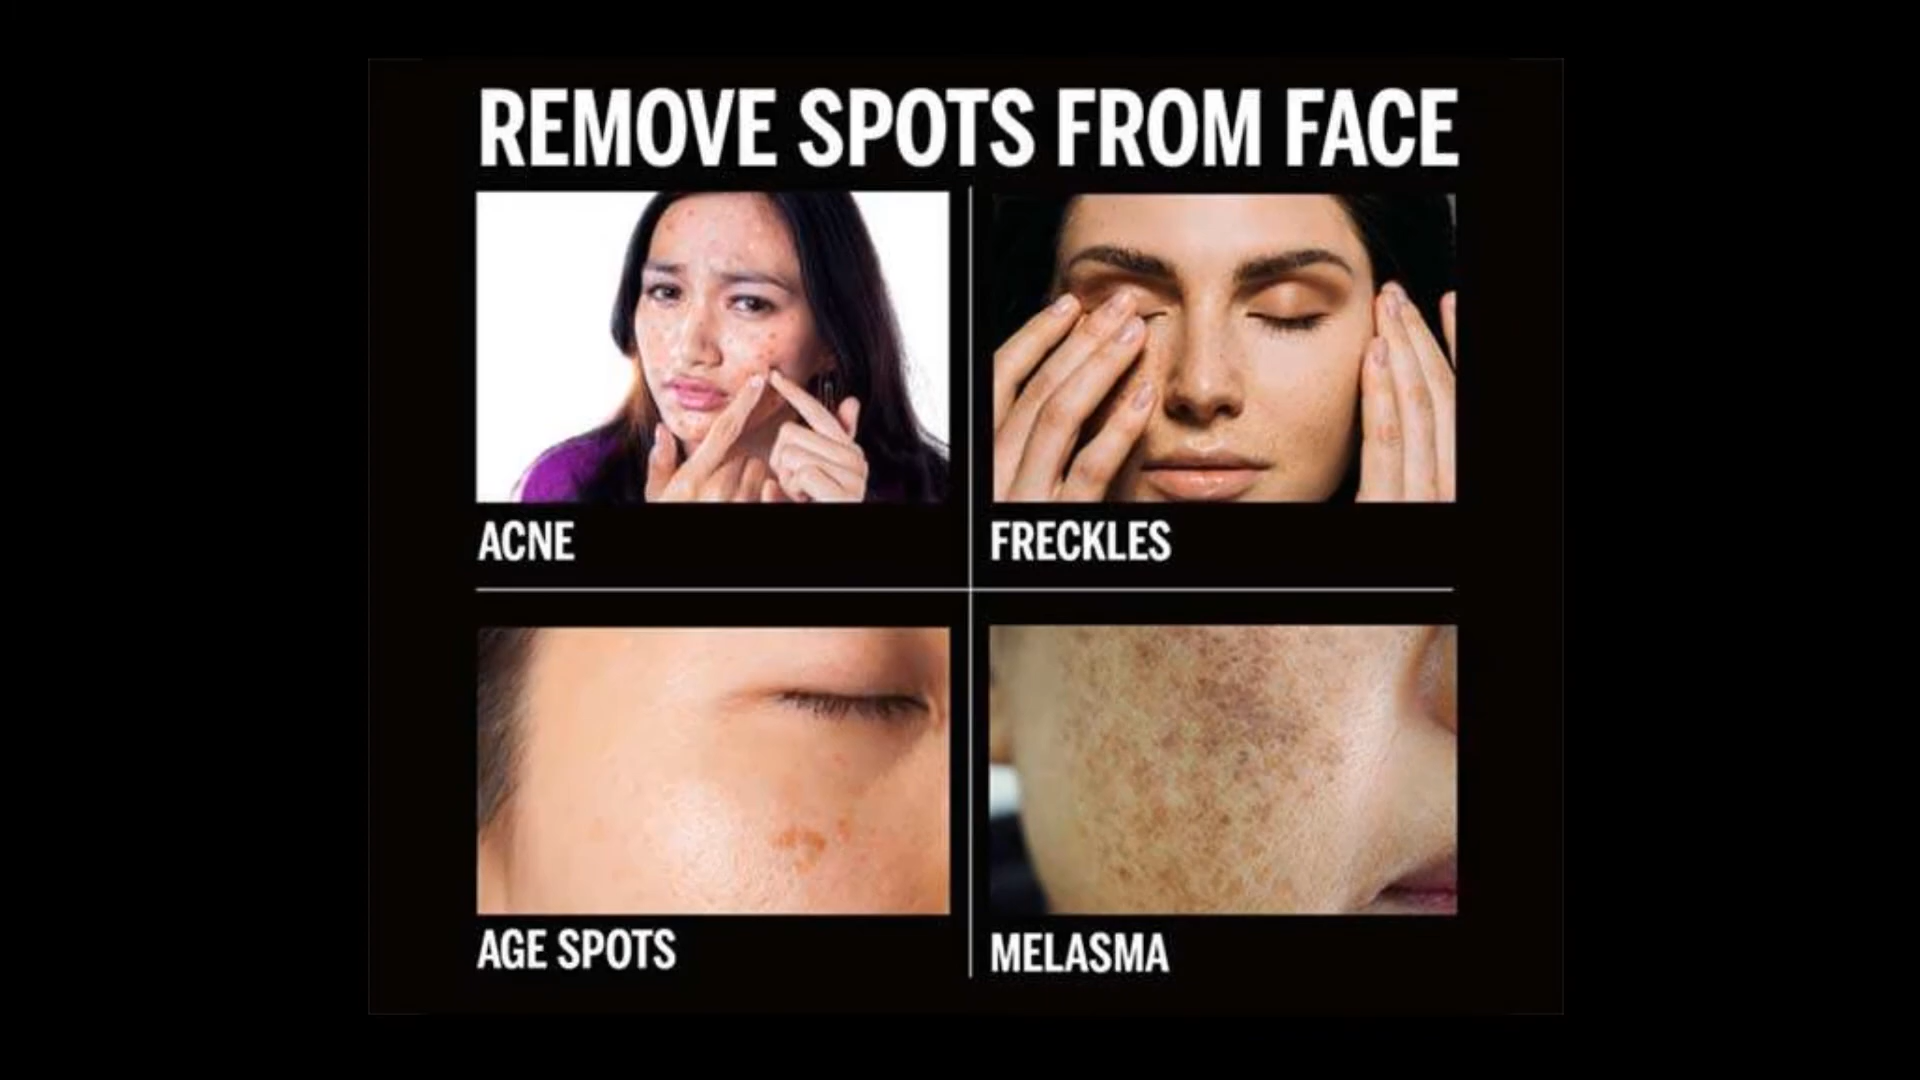 REMOVE SPOTS FROM FACE
ACNE
FRECKLES
AGE SPOTS
MELASMA